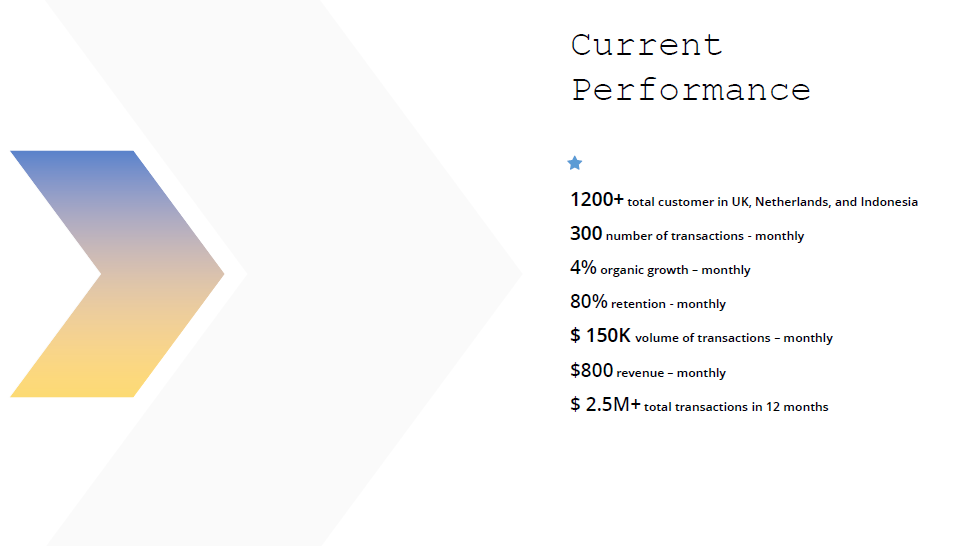 Current
Performance
1200+ total customer in UK, Netherlands, and Indonesia
300 number of transactions - monthly
4% organic growth – monthly
80% retention - monthly
$ 150K volume of transactions – monthly
$800 revenue – monthly
$ 2.5M+ total transactions in 12 months